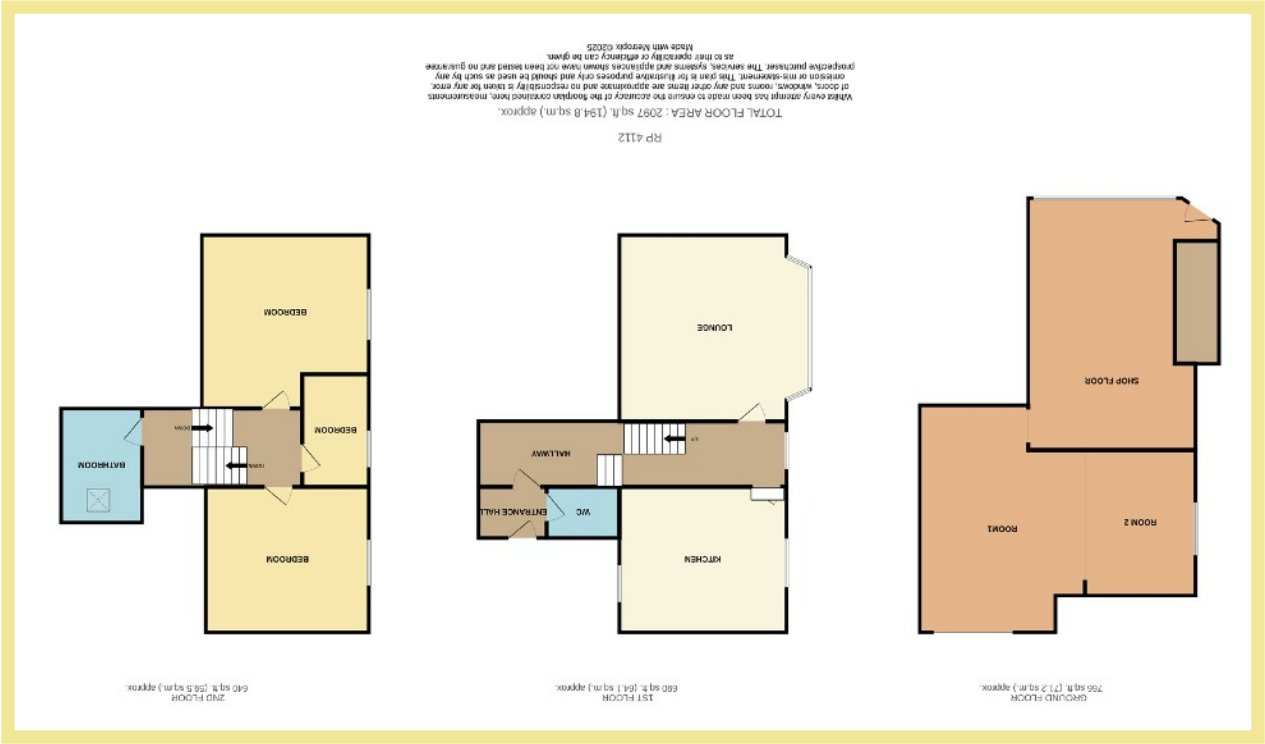 GROUND FLOOR
766 sq.ft. (71.2 sq.m.) approx.
1ST FLOOR
690 sq.ft. (64.1 sq.m.) approx.
2ND FLOOR
640 sq.ft. (59.5 sq.m.) approx.
ROOM 2
ROOM1
SHOP FLOOR
KITCHEN
WC
ENTRANCE HALL
HALLWAY
UP
LOUNGE
BEDROOM
BATHROOM
DOWN
DOWN
BEDROOM
BEDROOM
RP 4112
TOTAL FLOOR AREA : 2097 sq.ft. (194.8 sq.m.) approx.
Whilst every attempt has been made to ensure the accuracy of the floorplan contained here, measurements
of doors, windows, rooms and any other items are approximate and no responsibility is taken for any error,
omission or mis-statement. This plan is for illustrative purposes only and should be used as such by any
prospective purchaser. The services, systems and appliances shown have not been tested and no guarantee
as to their operability or efficiency can be given.
Made with Metropix ©2025